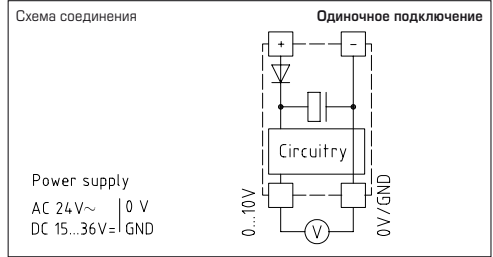 Схема соединения
Одиночное подключение
+ −
Circuitry
Power supply
AC 24V~ 0 V
DC 15...36V= GND
0...10V
V
0V/GND